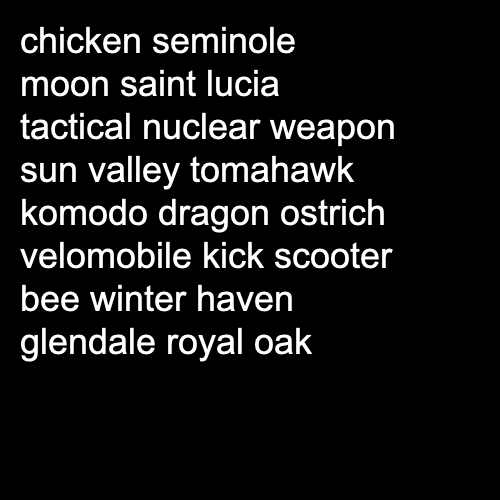 chicken seminole
moon saint lucia
tactical nuclear weapon
sun valley tomahawk
komodo dragon ostrich
velomobile kick scooter
bee winter haven
glendale royal oak